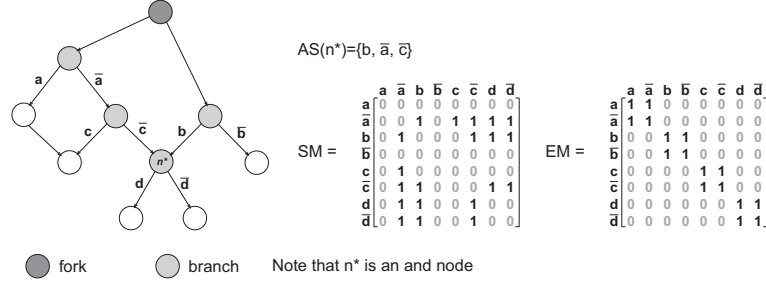 AS(n*)={b, a̅, c̅}
a a̅
c c̅ b b̅
n*
d d̅
SM =
a a̅ b b̅ c c̅ d d̅
a 0 0 0 0 0 0 0 0
a̅ 0 0 1 0 1 1 1 1
b 0 1 0 0 0 1 1 1
b̅ 0 0 0 0 0 0 0 0
c 0 1 0 0 0 0 0 0
c̅ 0 1 1 0 0 0 1 1
d 0 1 1 0 0 1 0 0
d̅ 0 1 1 0 0 1 0 0
EM =
a a̅ b b̅ c c̅ d d̅
a 1 1 0 0 0 0 0 0
a̅ 1 1 0 0 0 0 0 0
b 0 0 1 1 0 0 0 0
b̅ 0 0 1 1 0 0 0 0
c 0 0 0 0 1 1 0 0
c̅ 0 0 0 0 1 1 0 0
d 0 0 0 0 0 0 1 1
d̅ 0 0 0 0 0 0 1 1
fork branch Note that n* is an and node